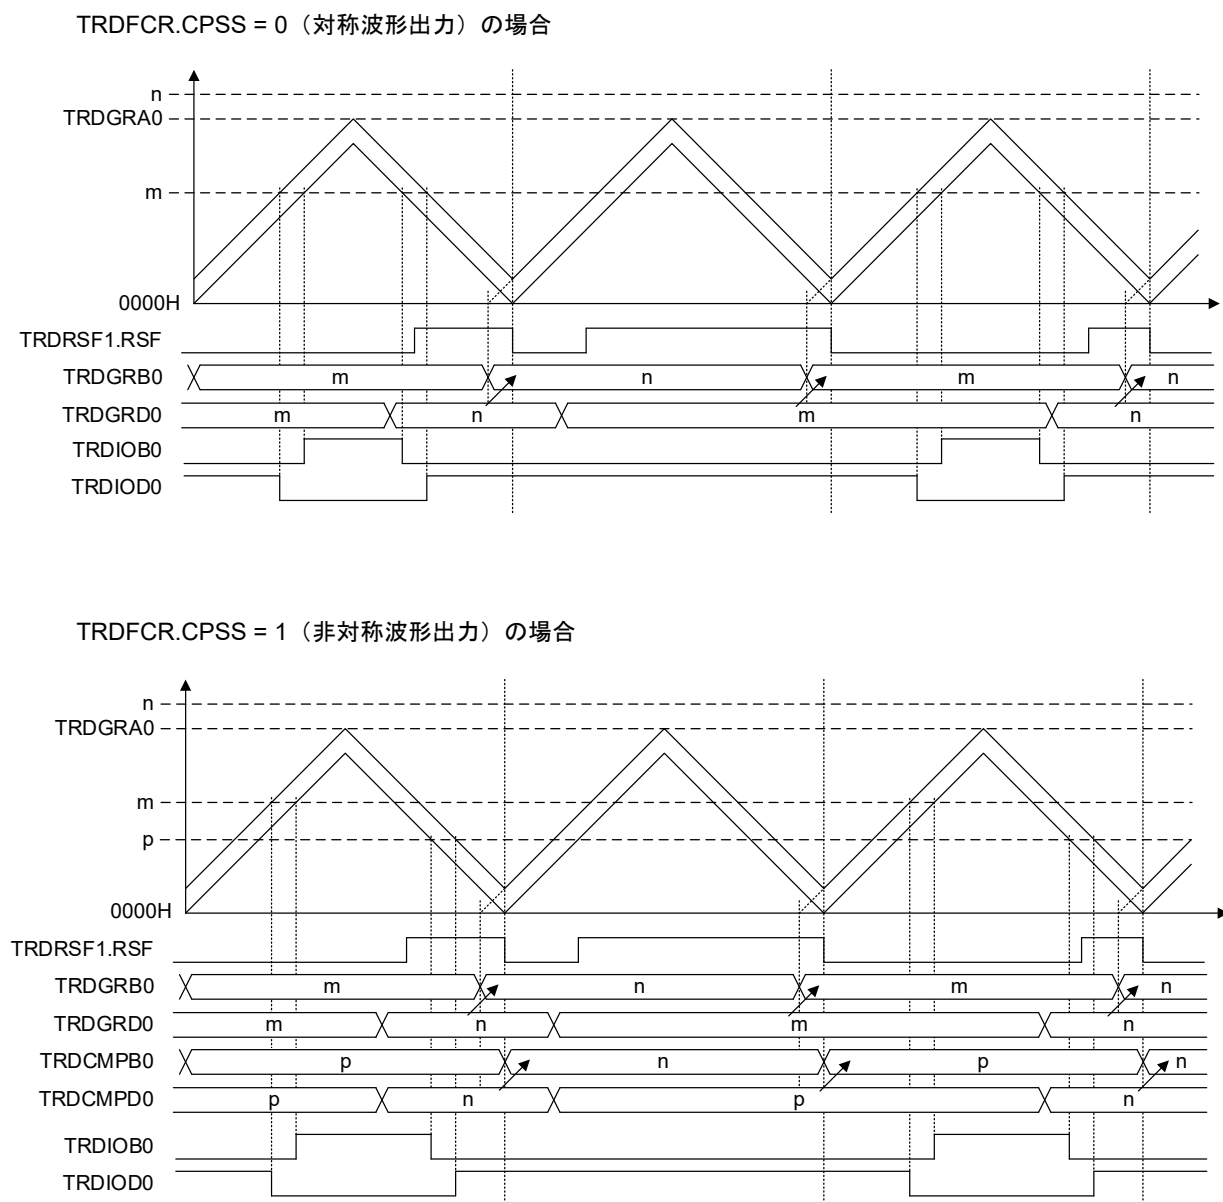 TRDFCR.CPSS = 0（対称波形出力）の場合
n
TRDGRA0
m
0000H
TRDRSF1.RSF
TRDGRB0 m n m n
TRDGRD0 m n m n
TRDIOB0
TRDIOD0
TRDFCR.CPSS = 1（非対称波形出力）の場合
n
TRDGRA0
m
p
0000H
TRDRSF1.RSF
TRDGRB0 m n m n
TRDGRD0 m n m n
TRDCMPB0 p n p n
TRDCMPD0 p n p n
TRDIOB0
TRDIOD0